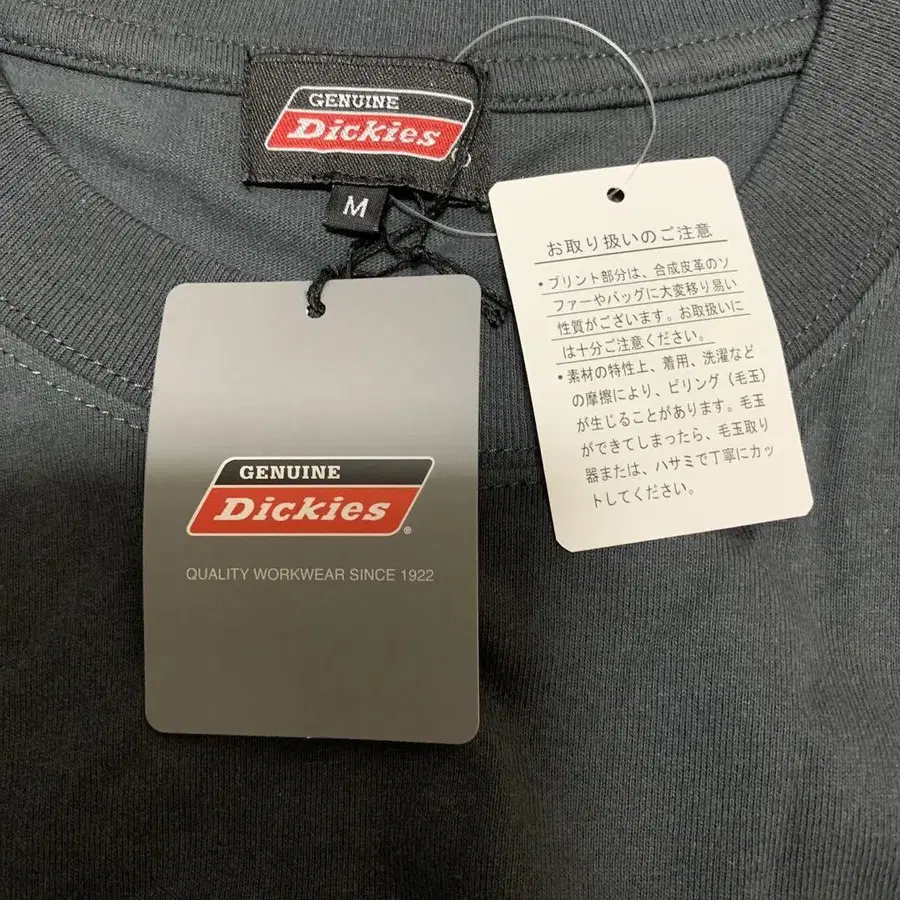 GENUINE
Dickies
M
GENUINE
Dickies®
QUALITY WORKWEAR SINCE 1922
お取り扱いのご注意
・プリント部分は、合成皮革のソ
ファーやバッグに大変移り易い
性質がございます。お取扱いに
は十分ご注意ください。
・素材の特性上、着用、洗濯など
の摩擦により、ピリング（毛玉）
が生じることがあります。毛玉
ができてしまったら、毛玉取り
器または、ハサミで丁寧にカッ
トしてください。